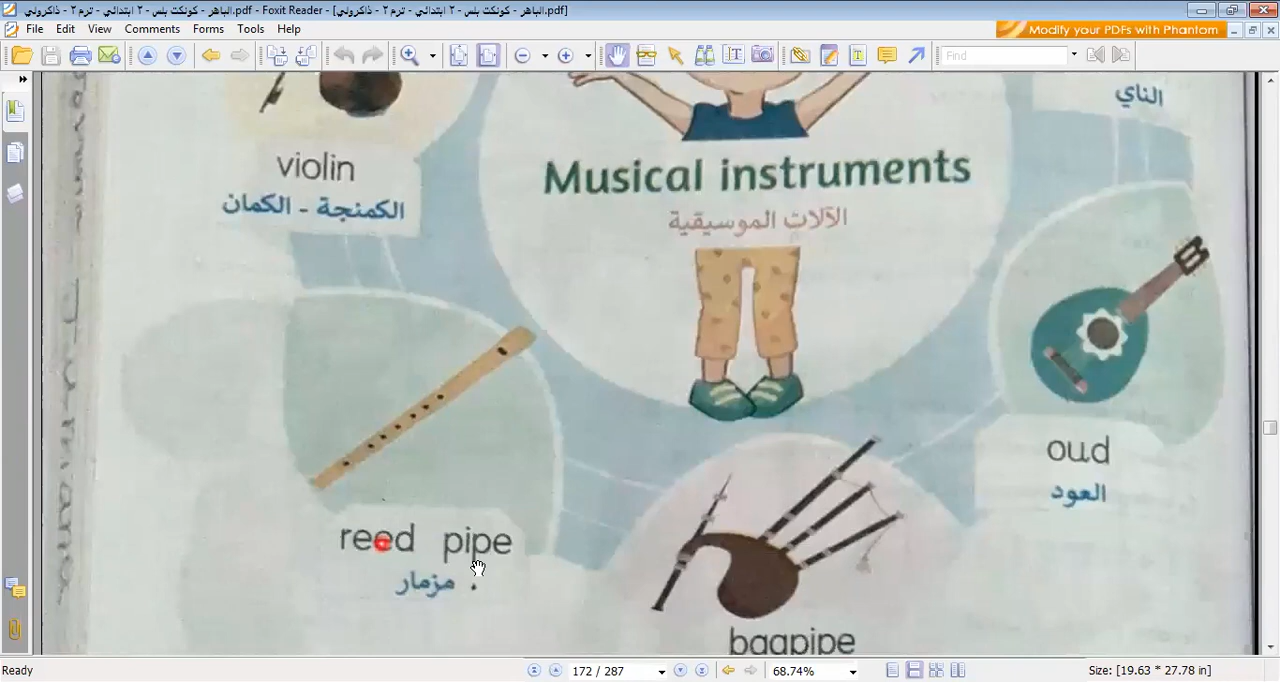 الباهر - كونكت بلس - ٢ ابتدائي - ترم ٢ - ذاكرولي.pdf - Foxit Reader - [الباهر - كونكت بلس - ٢ ابتدائي - ترم ٢ - ذاكرولي.pdf]
File Edit View Comments Forms Tools Help
Modify your PDFs with Phantom
Find
الناي
violin
الكمنجة - الكمان
Musical instruments
الآلات الموسيقية
oud
العود
reed pipe
مزمار
bagpipe
Ready
172 / 287
68.74%
Size: [19.63 * 27.78 in]